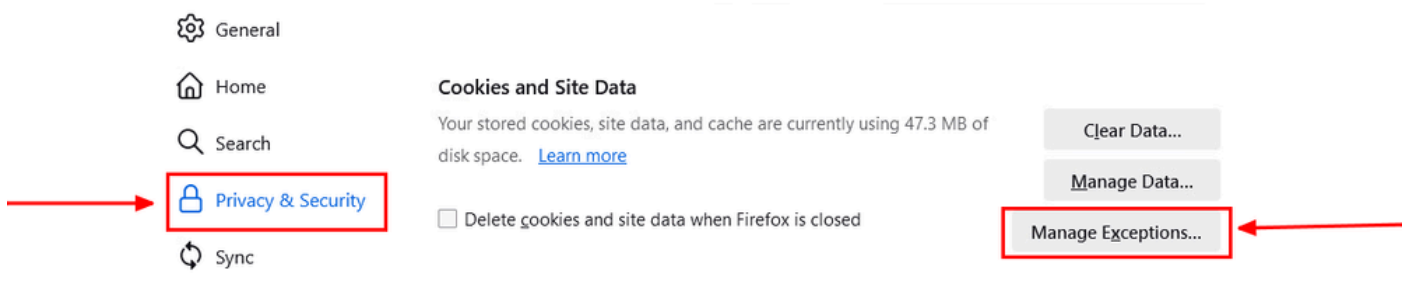 General
Home
Search
Privacy & Security
Sync
Cookies and Site Data
Your stored cookies, site data, and cache are currently using 47.3 MB of
disk space. Learn more
Delete cookies and site data when Firefox is closed
Clear Data...
Manage Data...
Manage Exceptions...